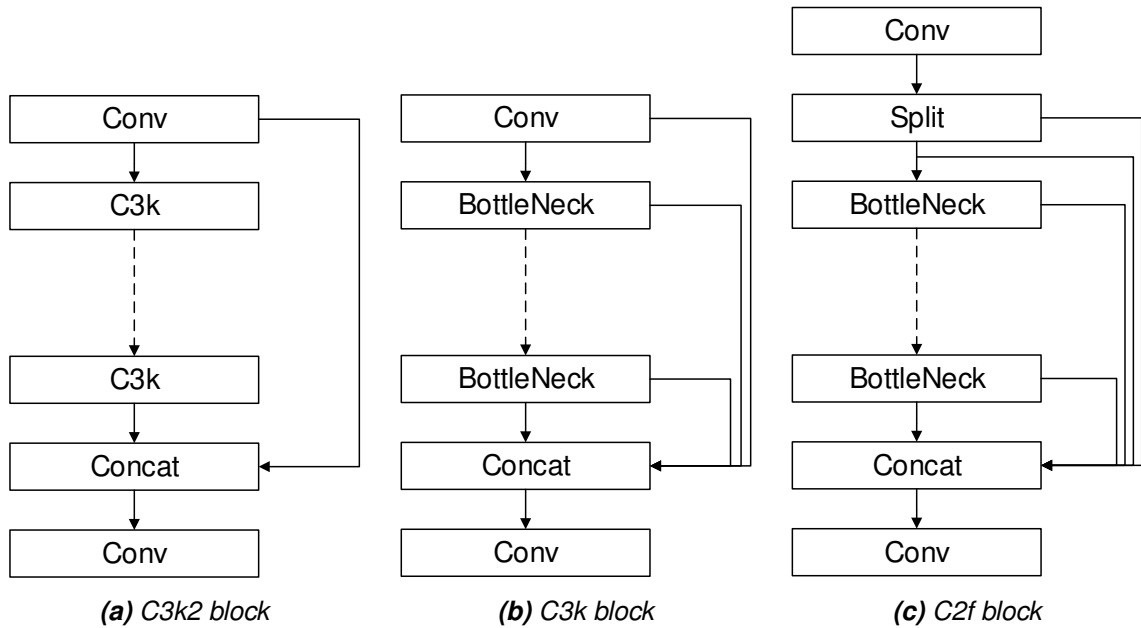 Conv
C3k
C3k
Concat
Conv
(a) C3k2 block
Conv
BottleNeck
BottleNeck
Concat
Conv
(b) C3k block
Conv
Split
BottleNeck
BottleNeck
Concat
Conv
(c) C2f block